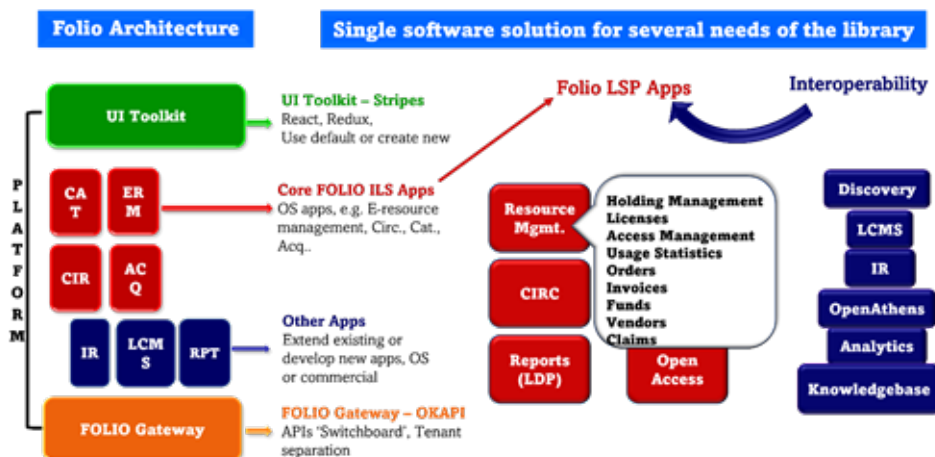 Folio Architecture
Single software solution for several needs of the library
PLATFORM
UI Toolkit
UI Toolkit – Stripes
React, Redux,
Use default or create new
CA
T
ER
M
CIR
AC
Q
Core FOLIO ILS Apps
OS apps, e.g. E-resource
management, Circ., Cat.,
Acq..
IR
LCM
S
RPT
Other Apps
Extend existing or
develop new apps, OS
or commercial
FOLIO Gateway
FOLIO Gateway – OKAPI
APIs 'Switchboard', Tenant
separation
Folio LSP Apps
Interoperability
Resource
Mgmt.
Holding Management
Licenses
Access Management
Usage Statistics
Orders
Invoices
Funds
Vendors
Claims
CIRC
Reports
(LDP)
Open
Access
Discovery
LCMS
IR
OpenAthens
Analytics
Knowledgebase